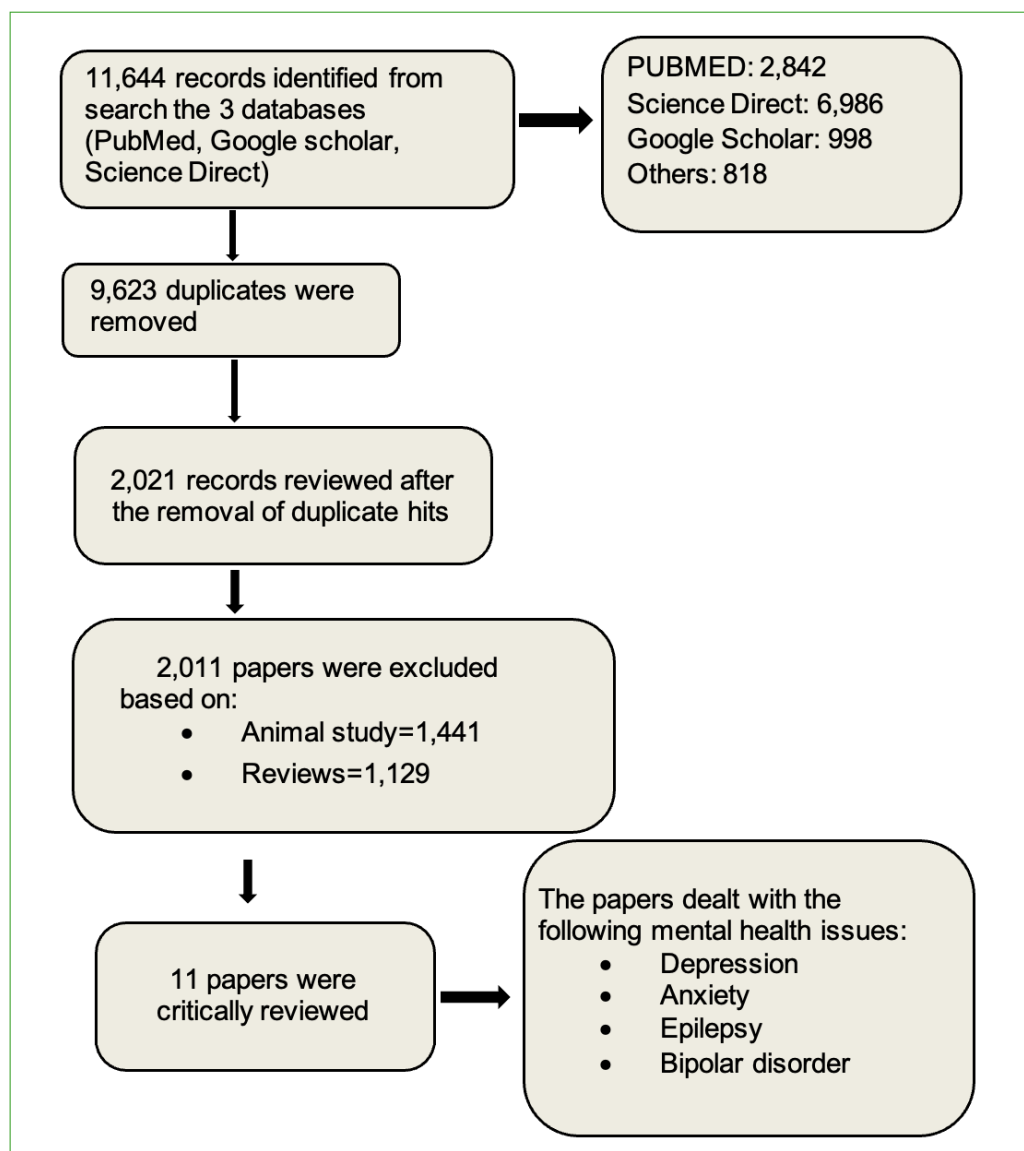 11,644 records identified from
search the 3 databases
(PubMed, Google scholar,
Science Direct)
PUBMED: 2,842
Science Direct: 6,986
Google Scholar: 998
Others: 818
9,623 duplicates were
removed
2,021 records reviewed after
the removal of duplicate hits
2,011 papers were excluded
based on:
• Animal study=1,441
• Reviews=1,129
11 papers were
critically reviewed
The papers dealt with the
following mental health issues:
• Depression
• Anxiety
• Epilepsy
• Bipolar disorder